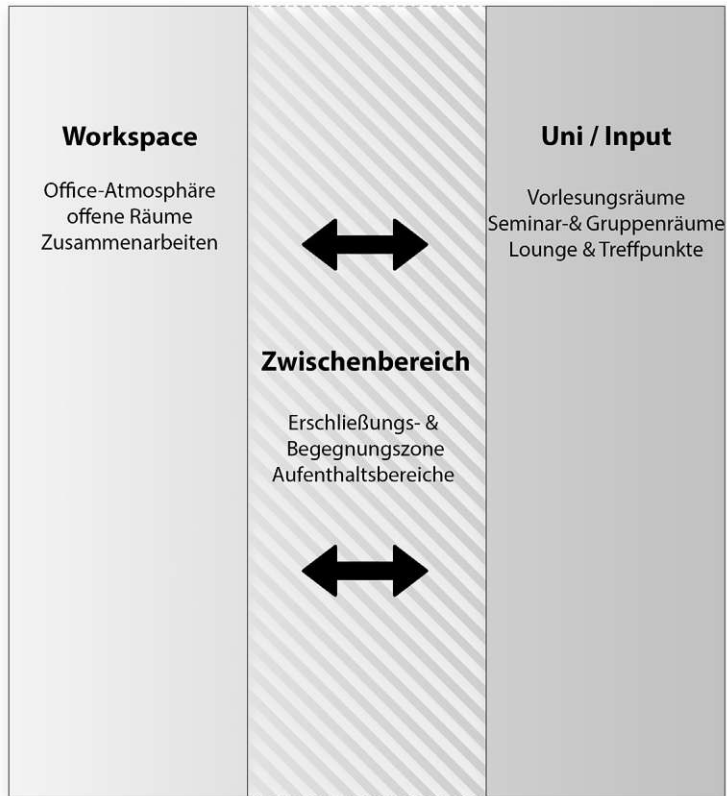 Workspace
Office-Atmosphäre
offene Räume
Zusammenarbeiten
Zwischenbereich
Erschließungs- &
Begegnungszone
Aufenthaltsbereiche
Uni / Input
Vorlesungsräume
Seminar-& Gruppenräume
Lounge & Treffpunkte